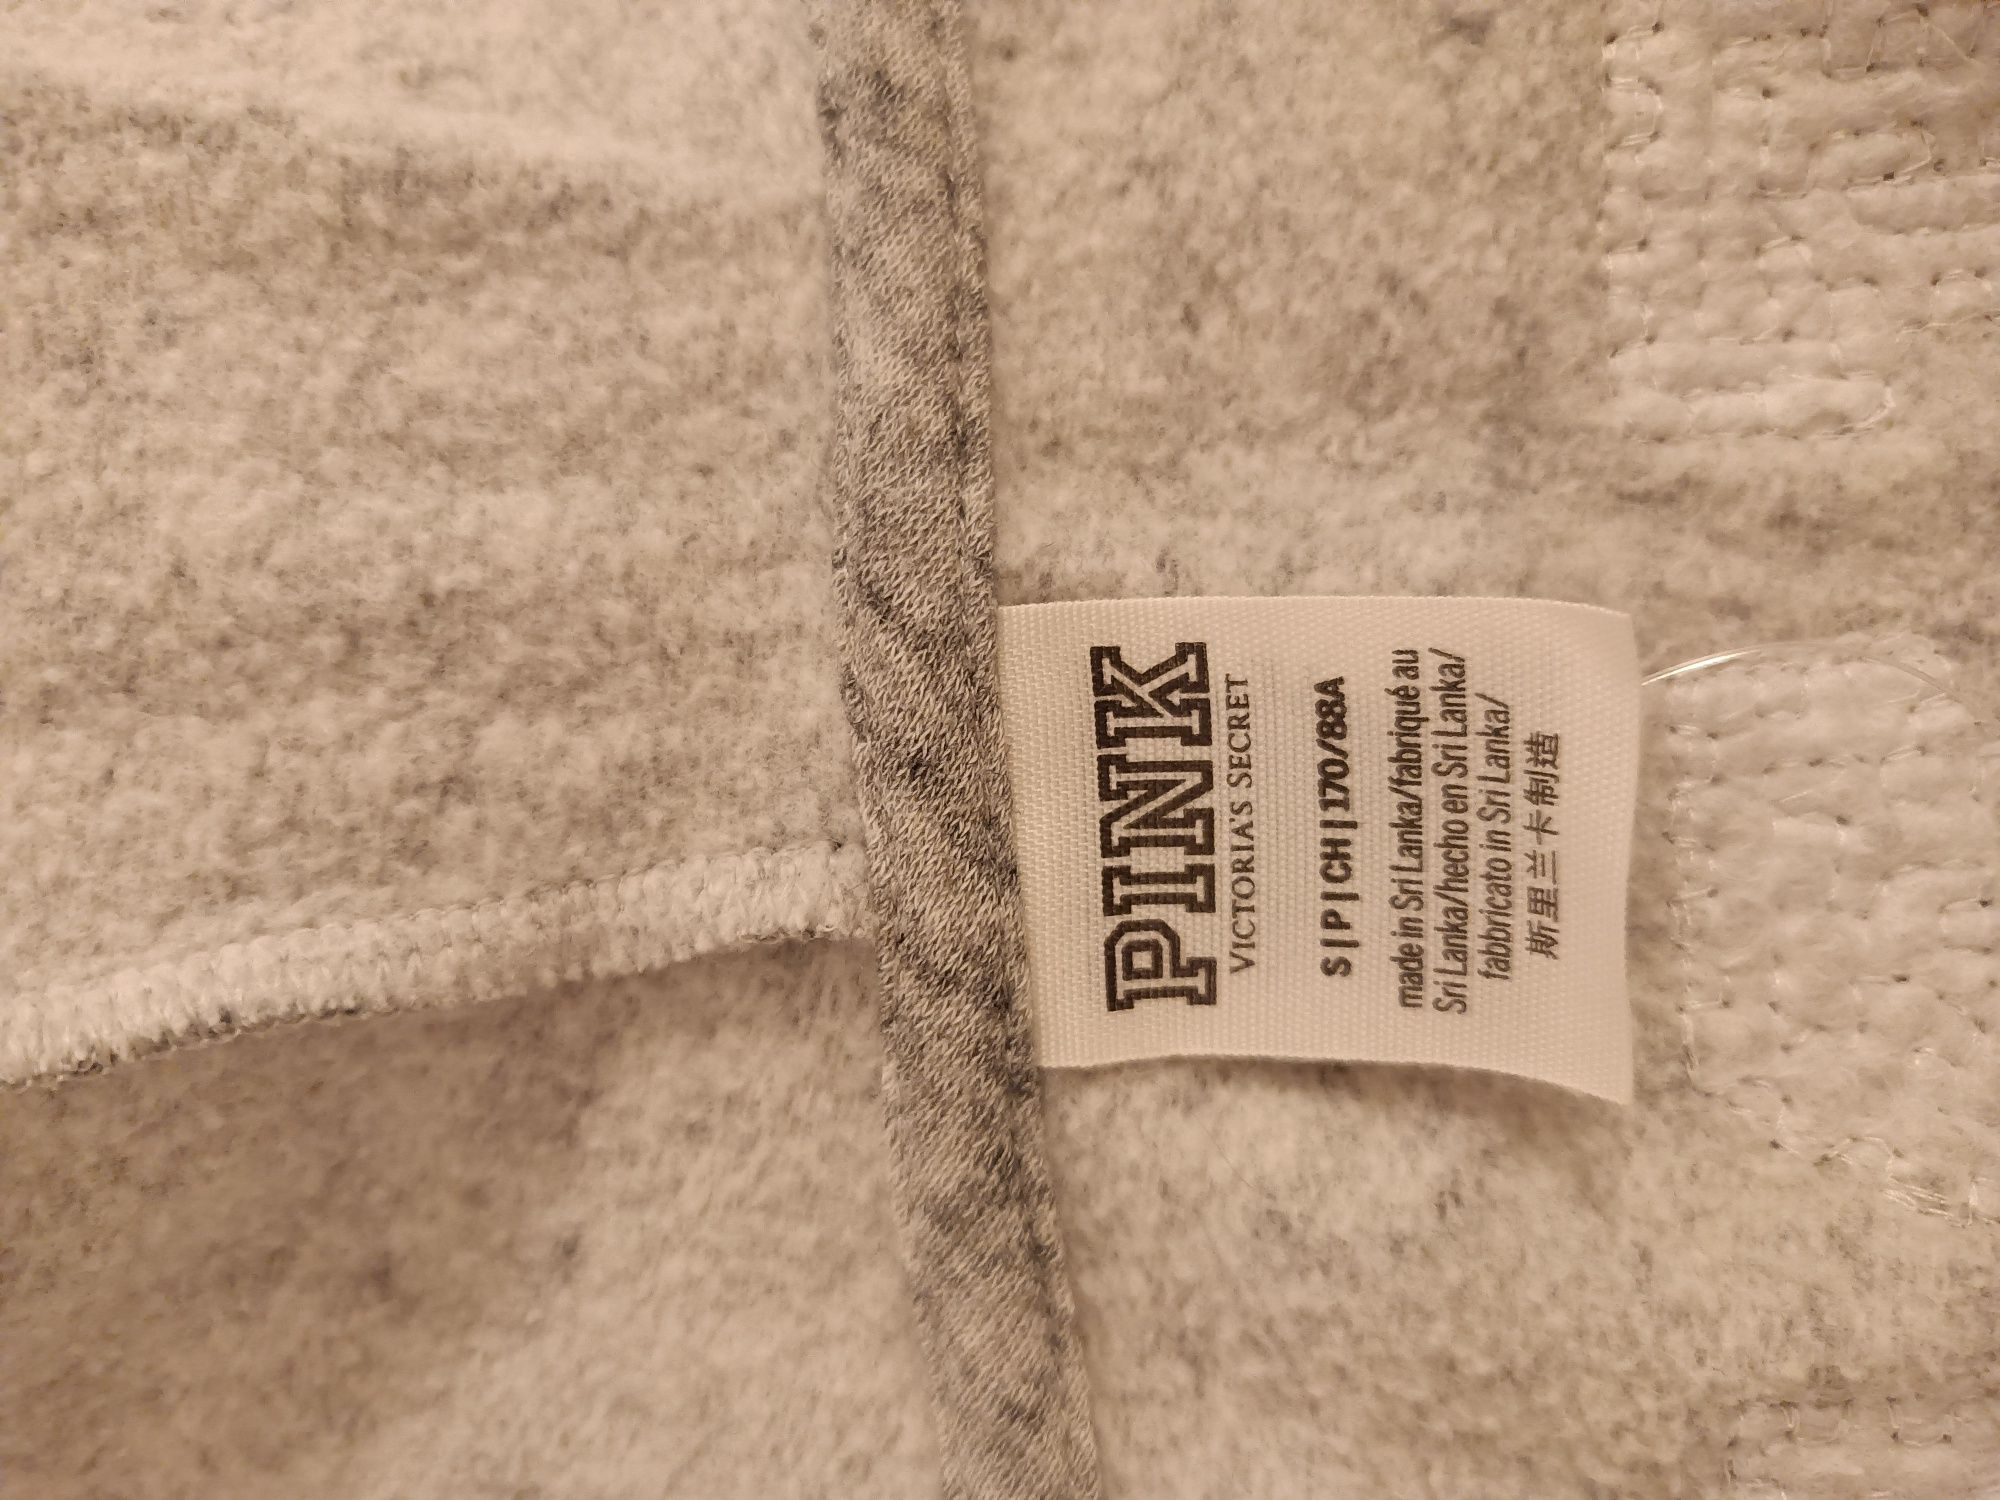 PINK
VICTORIA'S SECRET
S|P|CH|170/88A
made in Sri Lanka/fabriqué au
Sri Lanka/hecho en Sri Lanka/
fabbricato in Sri Lanka/
斯里兰卡制造